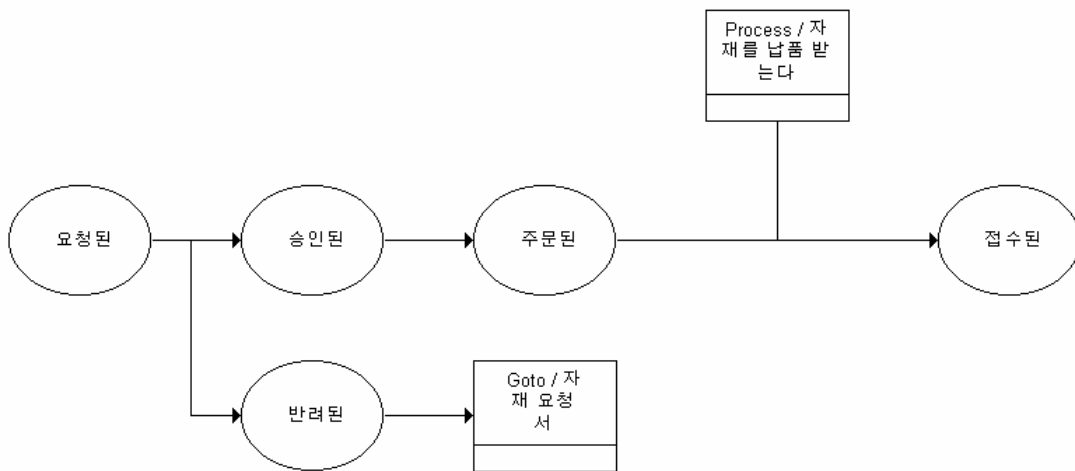 Process / 자
재를 납품 받
는다
요청된
승인된
주문된
접수된
반려된
Goto / 자
재 요청
서